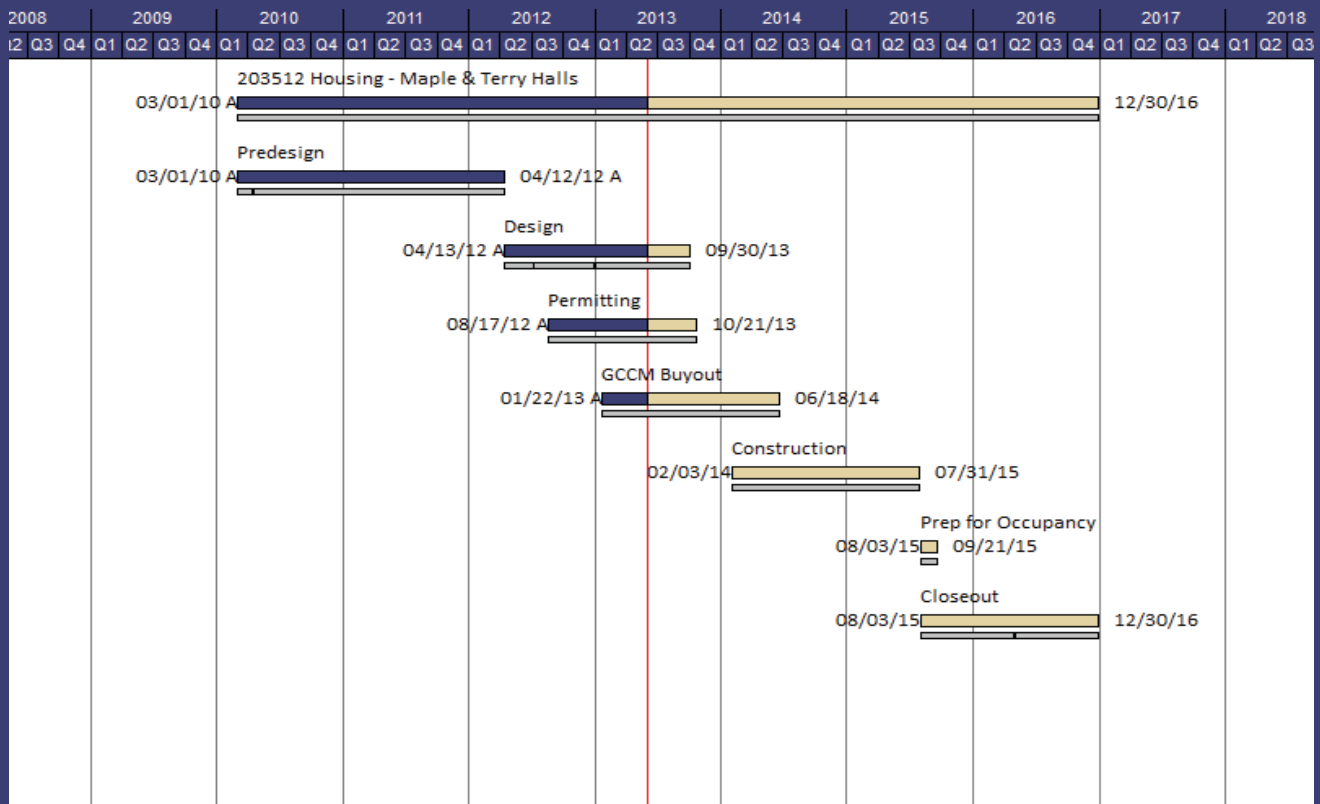 2008 2009 2010 2011 2012 2013 2014 2015 2016 2017 2018
Q3 Q4 Q1 Q2 Q3 Q4 Q1 Q2 Q3 Q4 Q1 Q2 Q3 Q4 Q1 Q2 Q3 Q4 Q1 Q2 Q3 Q4 Q1 Q2 Q3 Q4 Q1 Q2 Q3 Q4 Q1 Q2 Q3 Q4 Q1 Q2 Q3 Q4 Q1 Q2 Q3
203512 Housing - Maple & Terry Halls
03/01/10 A 12/30/16
Predesign
03/01/10 A 04/12/12 A
Design
04/13/12 A 09/30/13
Permitting
08/17/12 A 10/21/13
GCCM Buyout
01/22/13 A 06/18/14
Construction
02/03/14 07/31/15
Prep for Occupancy
08/03/15 09/21/15
Closeout
08/03/15 12/30/16